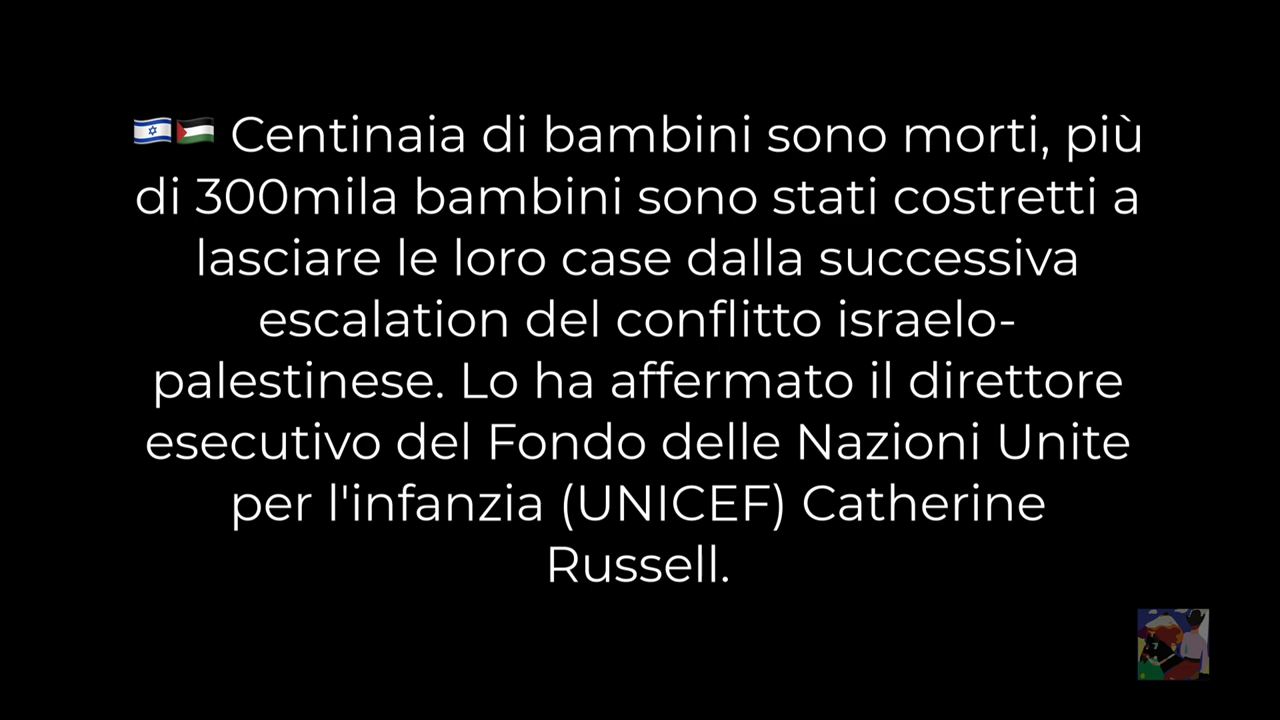 🇮🇱🇵🇸 Centinaia di bambini sono morti, più
di 300mila bambini sono stati costretti a
lasciare le loro case dalla successiva
escalation del conflitto israelo-
palestinese. Lo ha affermato il direttore
esecutivo del Fondo delle Nazioni Unite
per l'infanzia (UNICEF) Catherine
Russell.